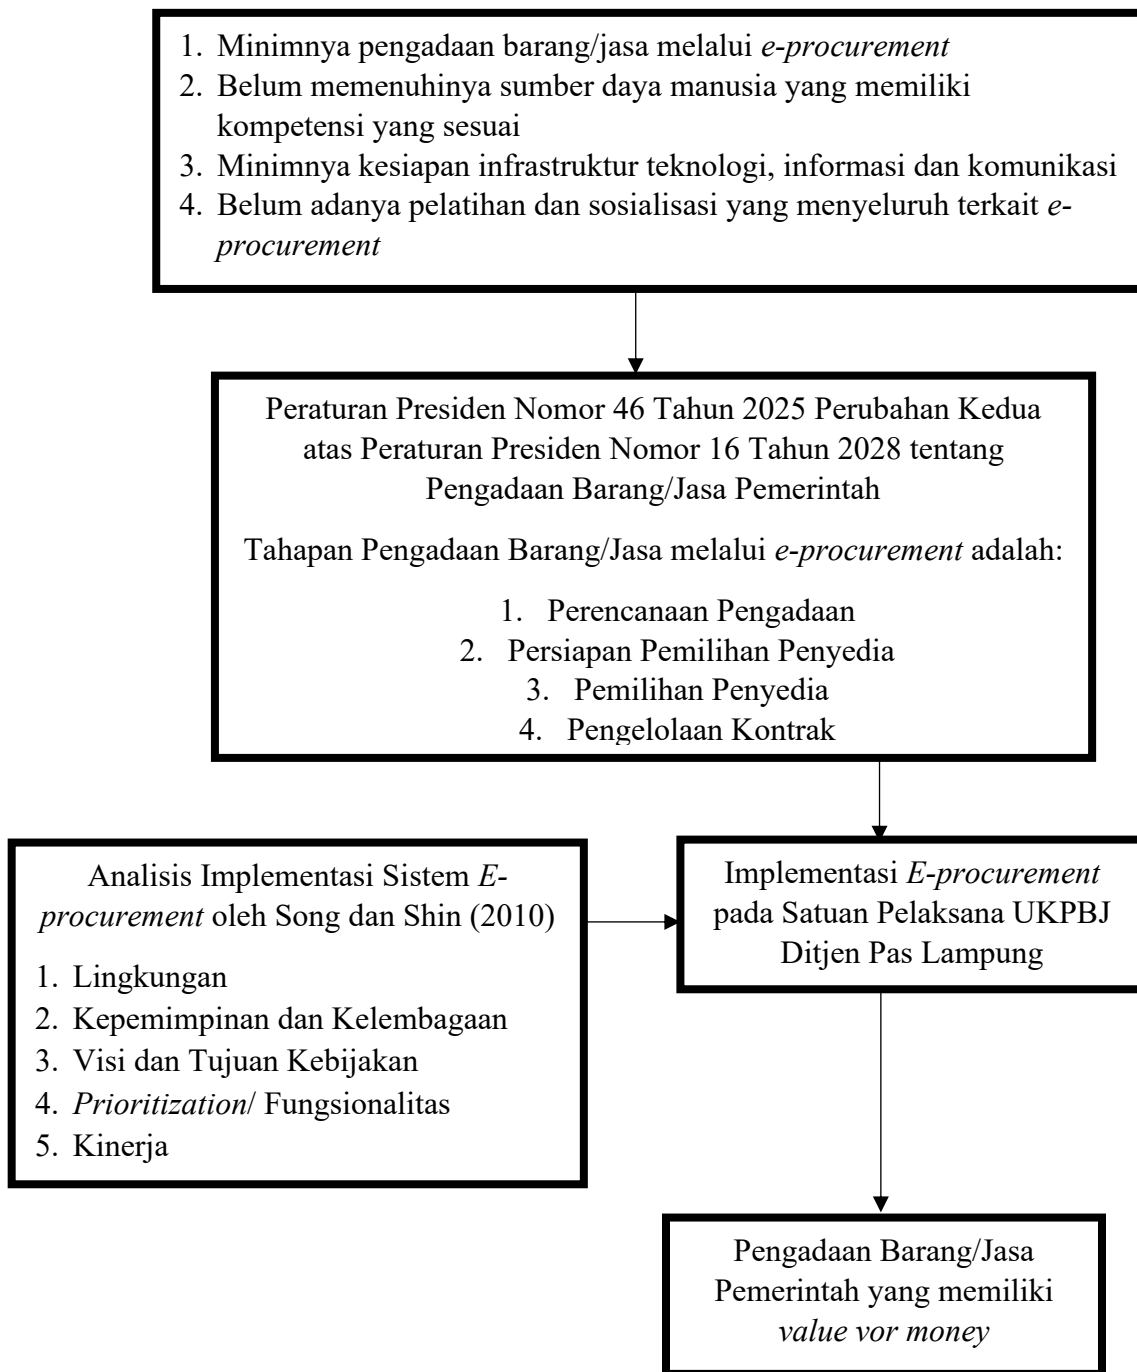 1. Minimnya pengadaan barang/jasa melalui e-procurement
2. Belum memenuhinya sumber daya manusia yang memiliki
kompetensi yang sesuai
3. Minimnya kesiapan infrastruktur teknologi, informasi dan komunikasi
4. Belum adanya pelatihan dan sosialisasi yang menyeluruh terkait e-
procurement
Peraturan Presiden Nomor 46 Tahun 2025 Perubahan Kedua
atas Peraturan Presiden Nomor 16 Tahun 2028 tentang
Pengadaan Barang/Jasa Pemerintah
Tahapan Pengadaan Barang/Jasa melalui e-procurement adalah:
1. Perencanaan Pengadaan
2. Persiapan Pemilihan Penyedia
3. Pemilihan Penyedia
4. Pengelolaan Kontrak
Analisis Implementasi Sistem E-
procurement oleh Song dan Shin (2010)
1. Lingkungan
2. Kepemimpinan dan Kelembagaan
3. Visi dan Tujuan Kebijakan
4. Prioritization/ Fungsionalitas
5. Kinerja
Implementasi E-procurement
pada Satuan Pelaksana UKPBJ
Ditjen Pas Lampung
Pengadaan Barang/Jasa
Pemerintah yang memiliki
value vor money